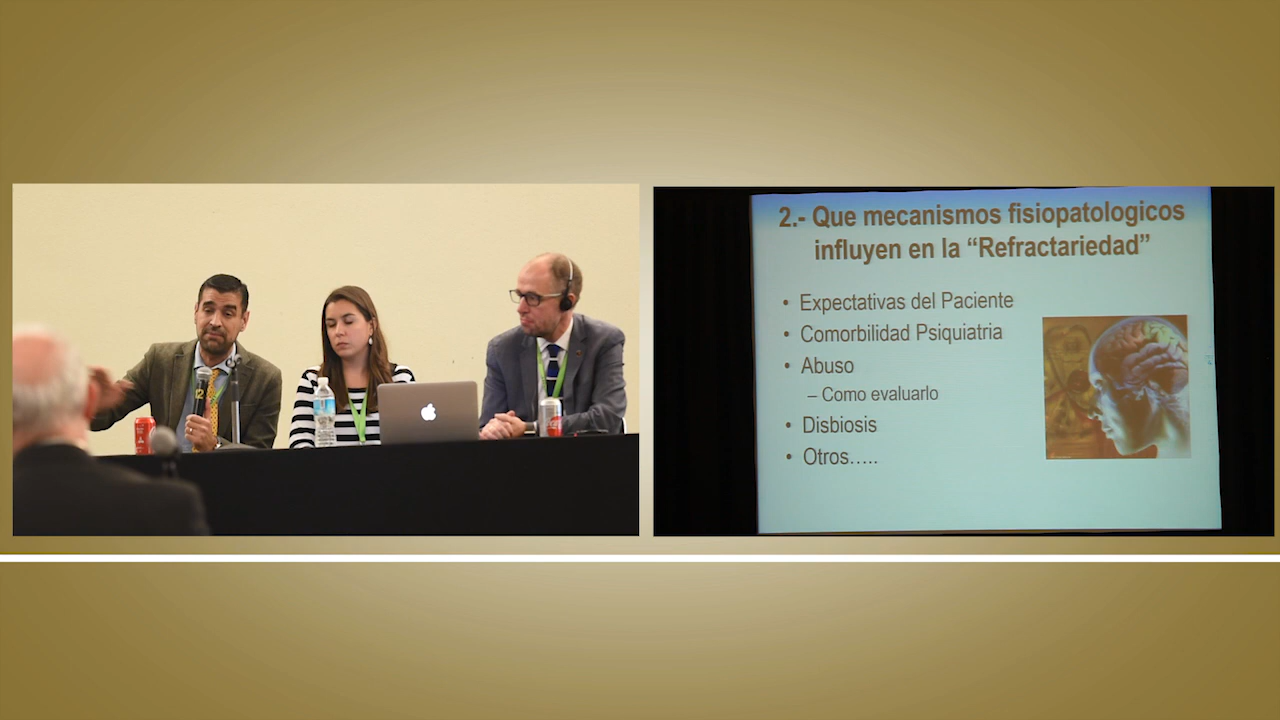 2.- Que mecanismos fisiopatologicos
influyen en la “Refractariedad”
• Expectativas del Paciente
• Comorbilidad Psiquiatria
• Abuso
– Como evaluarlo
• Disbiosis
• Otros…..